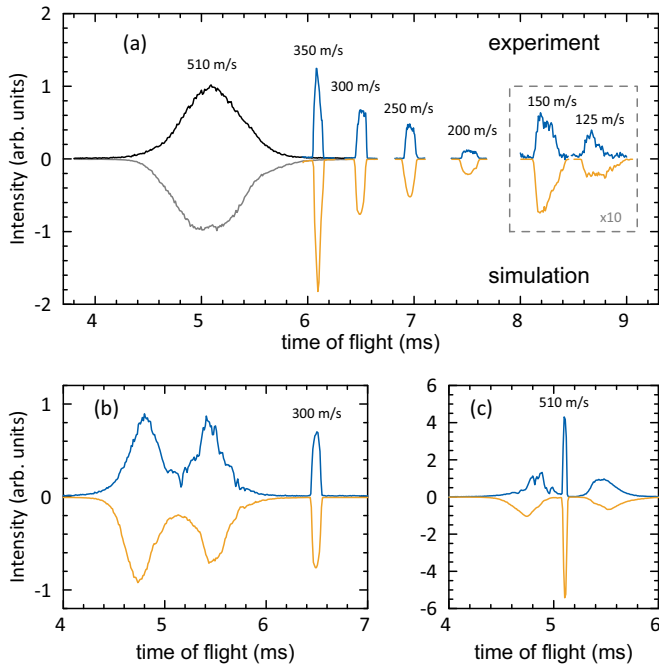 (a)
experiment
510 m/s
350 m/s
300 m/s
250 m/s
200 m/s
150 m/s
125 m/s
x10
simulation
Intensity (arb. units)
2
1
0
-1
-2
4
5
6
7
8
9
time of flight (ms)
(b)
300 m/s
Intensity (arb. units)
1
0
-1
4
5
6
7
time of flight (ms)
(c)
510 m/s
6
4
2
0
-2
-4
-6
4
5
6
time of flight (ms)